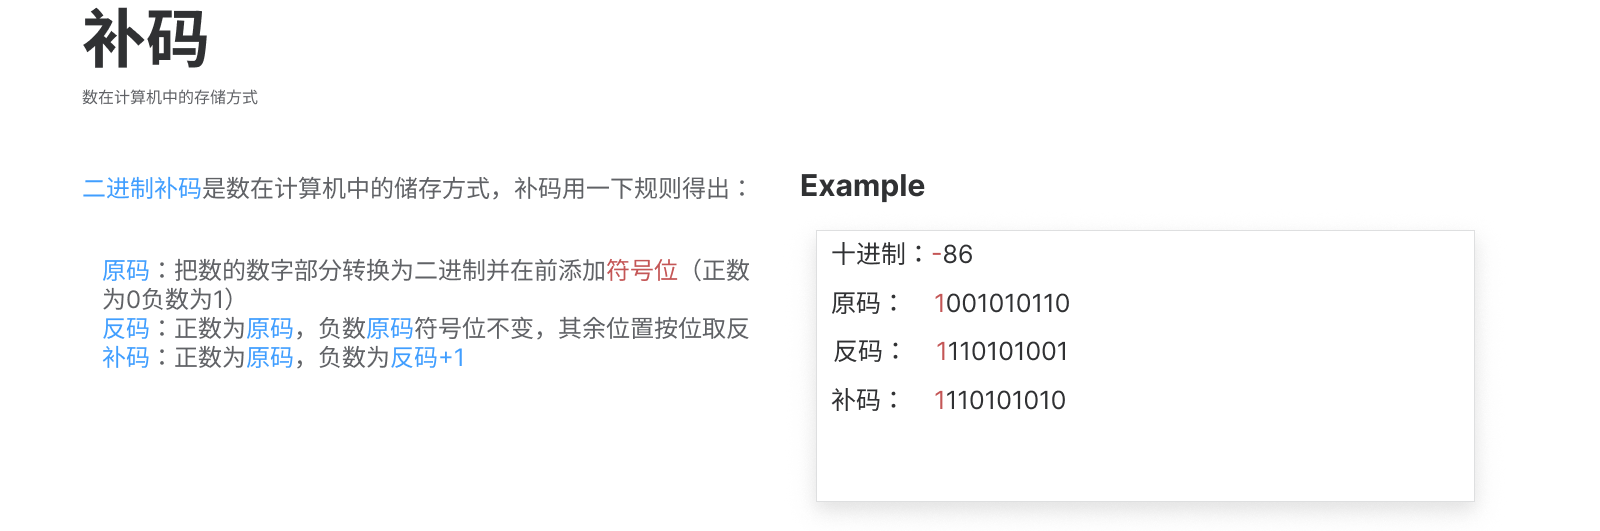 补码
数在计算机中的存储方式
二进制补码是数在计算机中的储存方式，补码用一下规则得出：
原码：把数的数字部分转换为二进制并在前添加符号位（正数
为0负数为1）
反码：正数为原码，负数原码符号位不变，其余位置按位取反
补码：正数为原码，负数为反码+1
Example
十进制：-86
原码： 1001010110
反码： 1110101001
补码： 1110101010